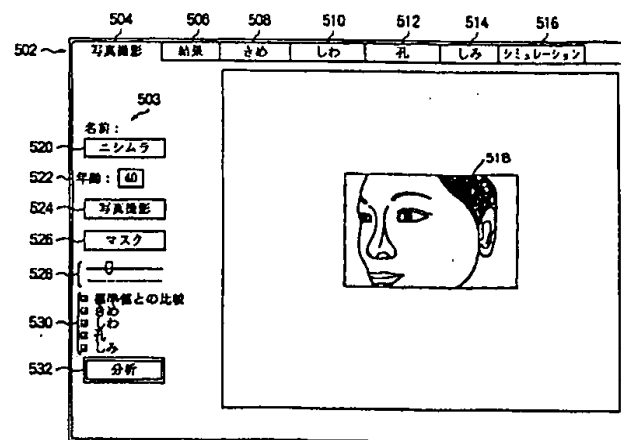 504 506 508 510 512 514 516
502
写真撮影 結果 きめ しわ 孔 しみ シミュレーション
503
名前：
520 ニシムラ
522 年齢： 40
524 写真撮影
526 マスク
528
530
基準値との比較
きめ
しわ
孔
しみ
532 分析
518